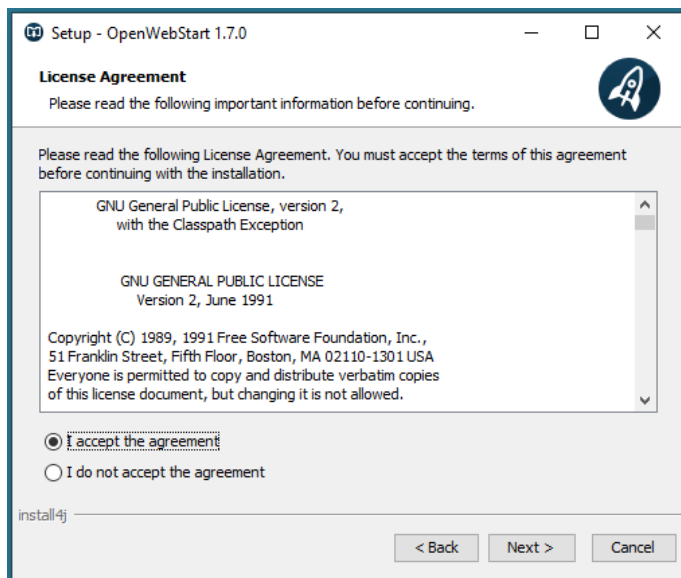 Setup - OpenWebStart 1.7.0
License Agreement
Please read the following important information before continuing.
Please read the following License Agreement. You must accept the terms of this agreement
before continuing with the installation.
GNU General Public License, version 2,
with the Classpath Exception
GNU GENERAL PUBLIC LICENSE
Version 2, June 1991
Copyright (C) 1989, 1991 Free Software Foundation, Inc.,
51 Franklin Street, Fifth Floor, Boston, MA 02110-1301 USA
Everyone is permitted to copy and distribute verbatim copies
of this license document, but changing it is not allowed.
I accept the agreement
I do not accept the agreement
install4j
< Back Next > Cancel